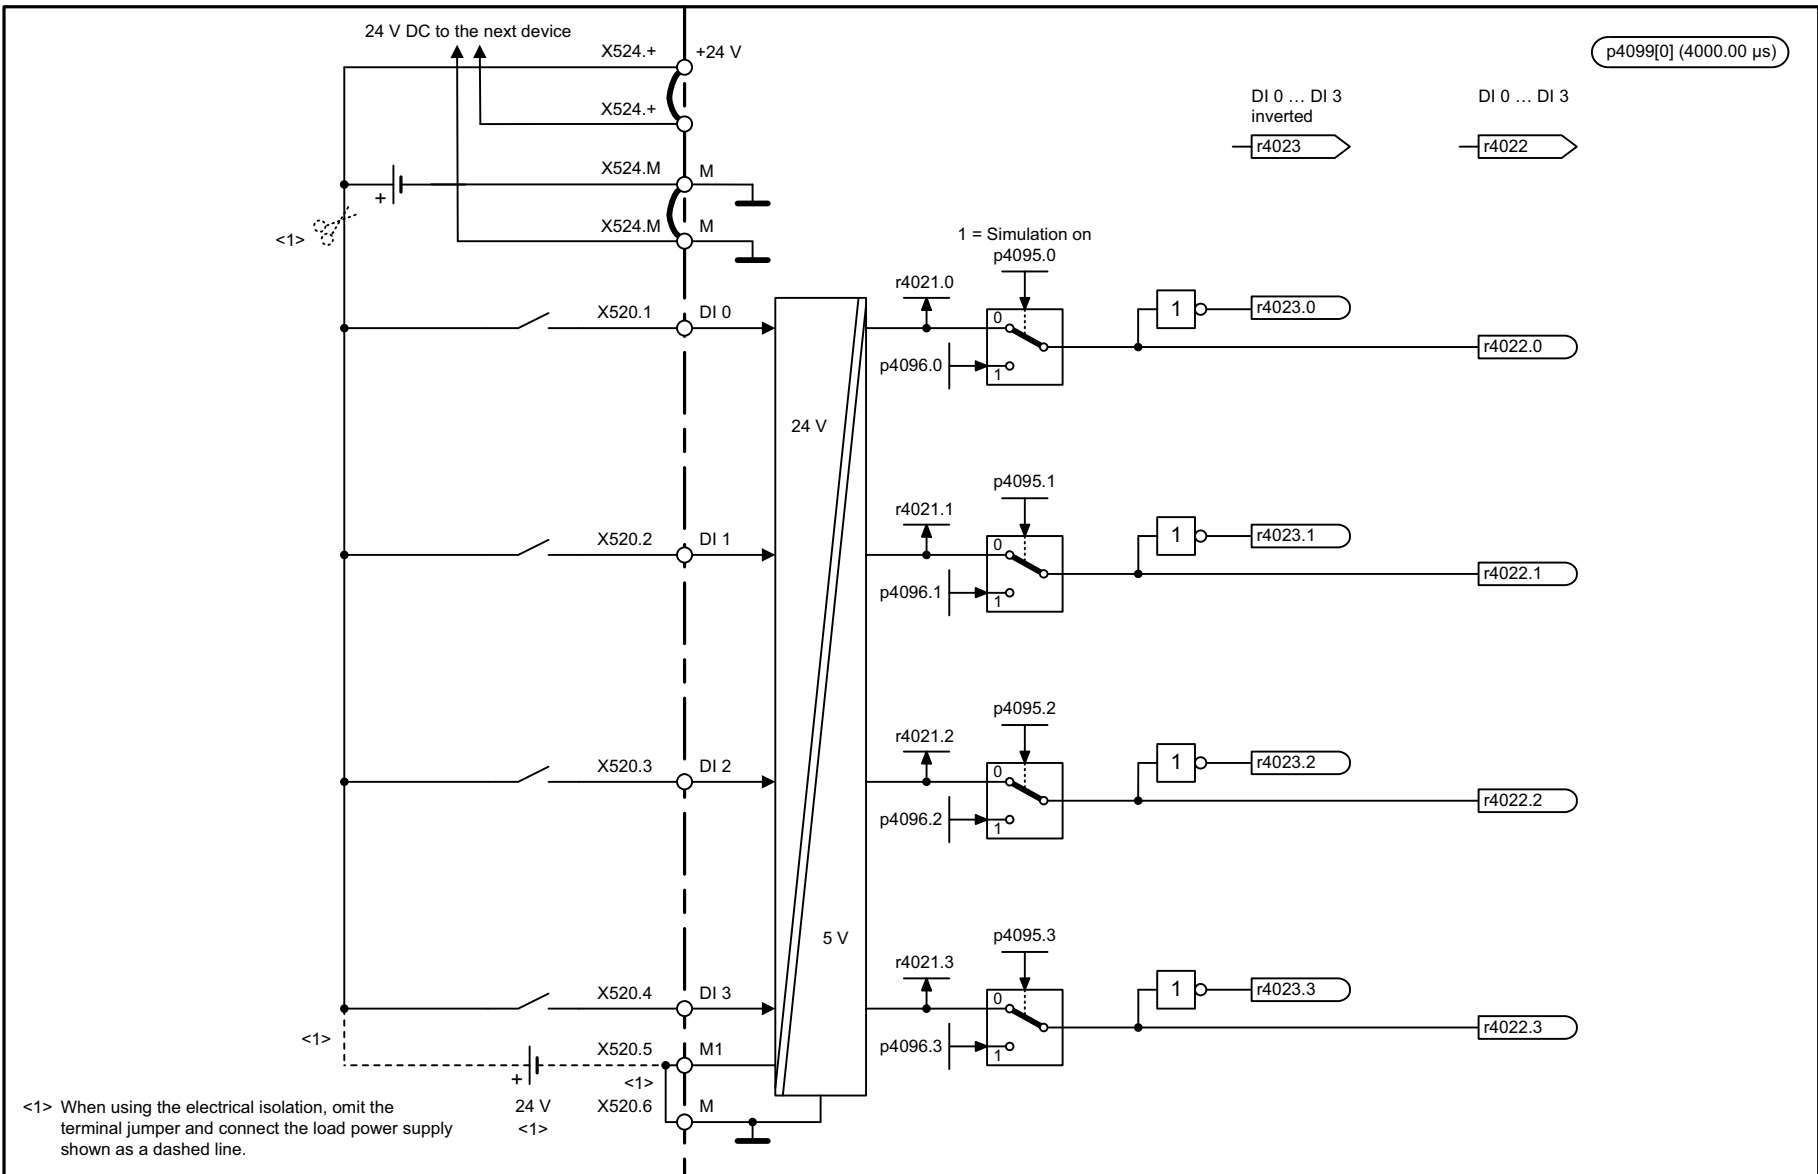 24 V DC to the next device
X524.+
+24 V
p4099[0] (4000.00 µs)
X524.+
DI 0 … DI 3
inverted
DI 0 … DI 3
r4023
r4022
X524.M
M
+
X524.M
M
<1>
1 = Simulation on
p4095.0
r4021.0
X520.1
DI 0
0
1
r4023.0
r4022.0
p4096.0
1
24 V
p4095.1
r4021.1
X520.2
DI 1
0
1
r4023.1
r4022.1
p4096.1
1
p4095.2
r4021.2
X520.3
DI 2
0
1
r4023.2
r4022.2
p4096.2
1
5 V
p4095.3
r4021.3
X520.4
DI 3
0
1
r4023.3
r4022.3
p4096.3
1
<1>
X520.5
M1
+
<1>
24 V
<1>
X520.6
M
<1> When using the electrical isolation, omit the
terminal jumper and connect the load power supply
shown as a dashed line.